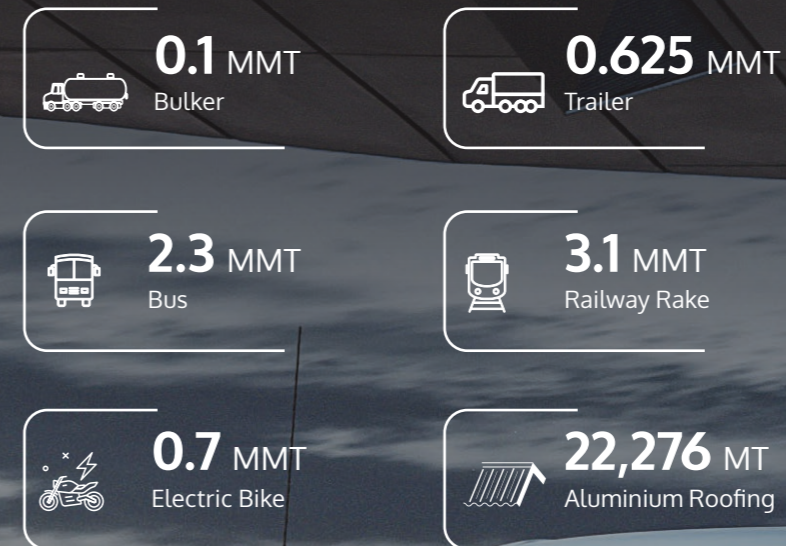 0.1 MMT
Bulker
0.625 MMT
Trailer
2.3 MMT
Bus
3.1 MMT
Railway Rake
0.7 MMT
Electric Bike
22,276 MT
Aluminium Roofing